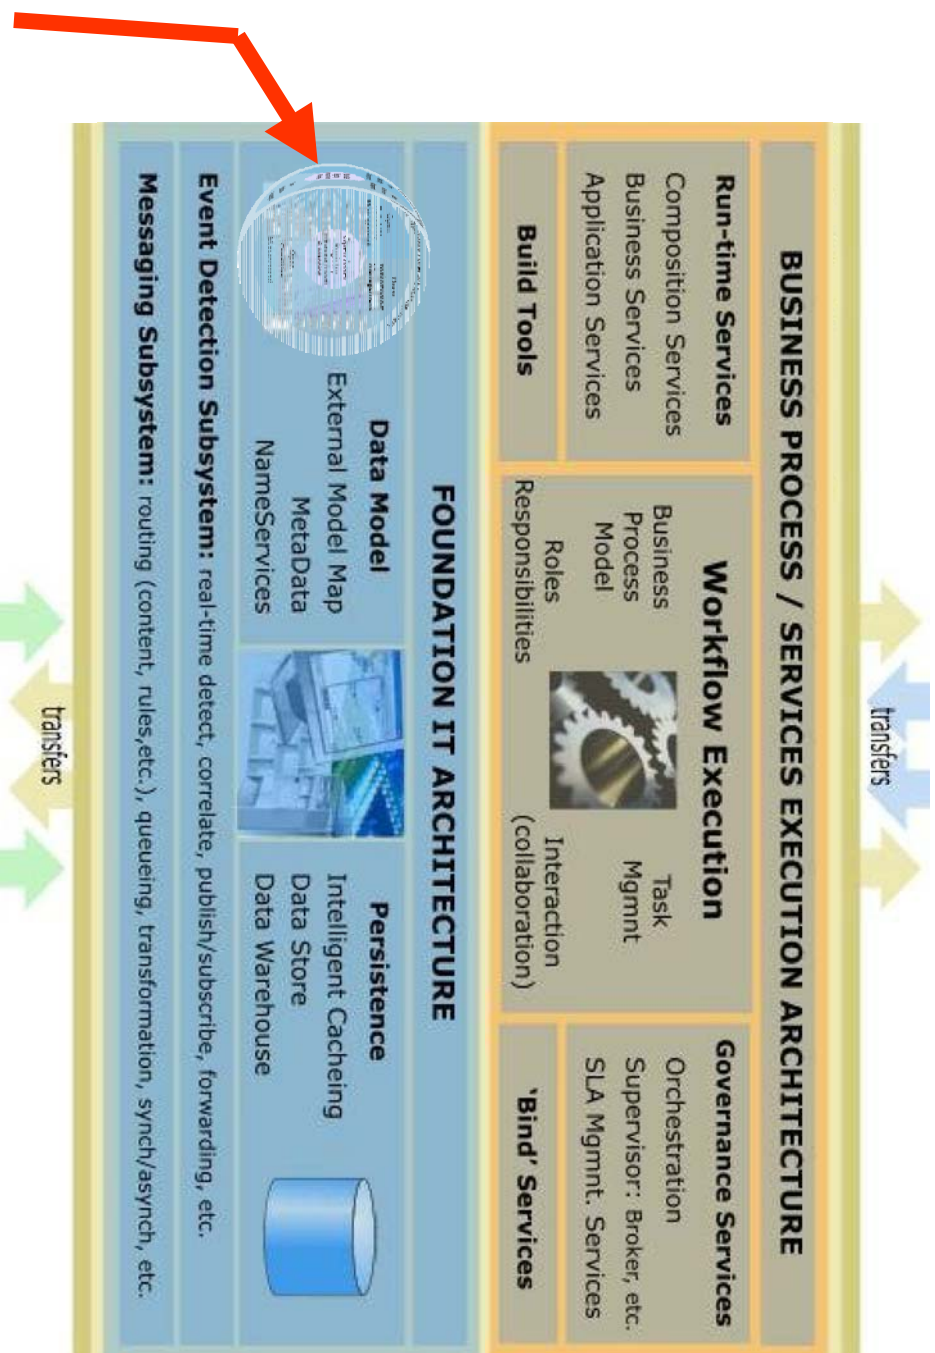 transfers
BUSINESS PROCESS / SERVICES EXECUTION ARCHITECTURE
Run-time Services
Composition Services
Business Services
Application Services
Build Tools
Workflow Execution
Business
Process
Model
Roles
Responsibilities
Task
Mgmnt
Interaction
(collaboration)
Governance Services
Orchestration
Supervisor: Broker, etc.
SLA Mgmnt. Services
‘Bind’ Services
FOUNDATION IT ARCHITECTURE
Data Model
External Model Map
MetaData
NameServices
Persistence
Intelligent Cacheing
Data Store
Data Warehouse
Event Detection Subsystem: real-time detect, correlate, publish/subscribe, forwarding, etc.
Messaging Subsystem: routing (content, rules,etc.), queueing, transformation, synch/asynch, etc.
transfers